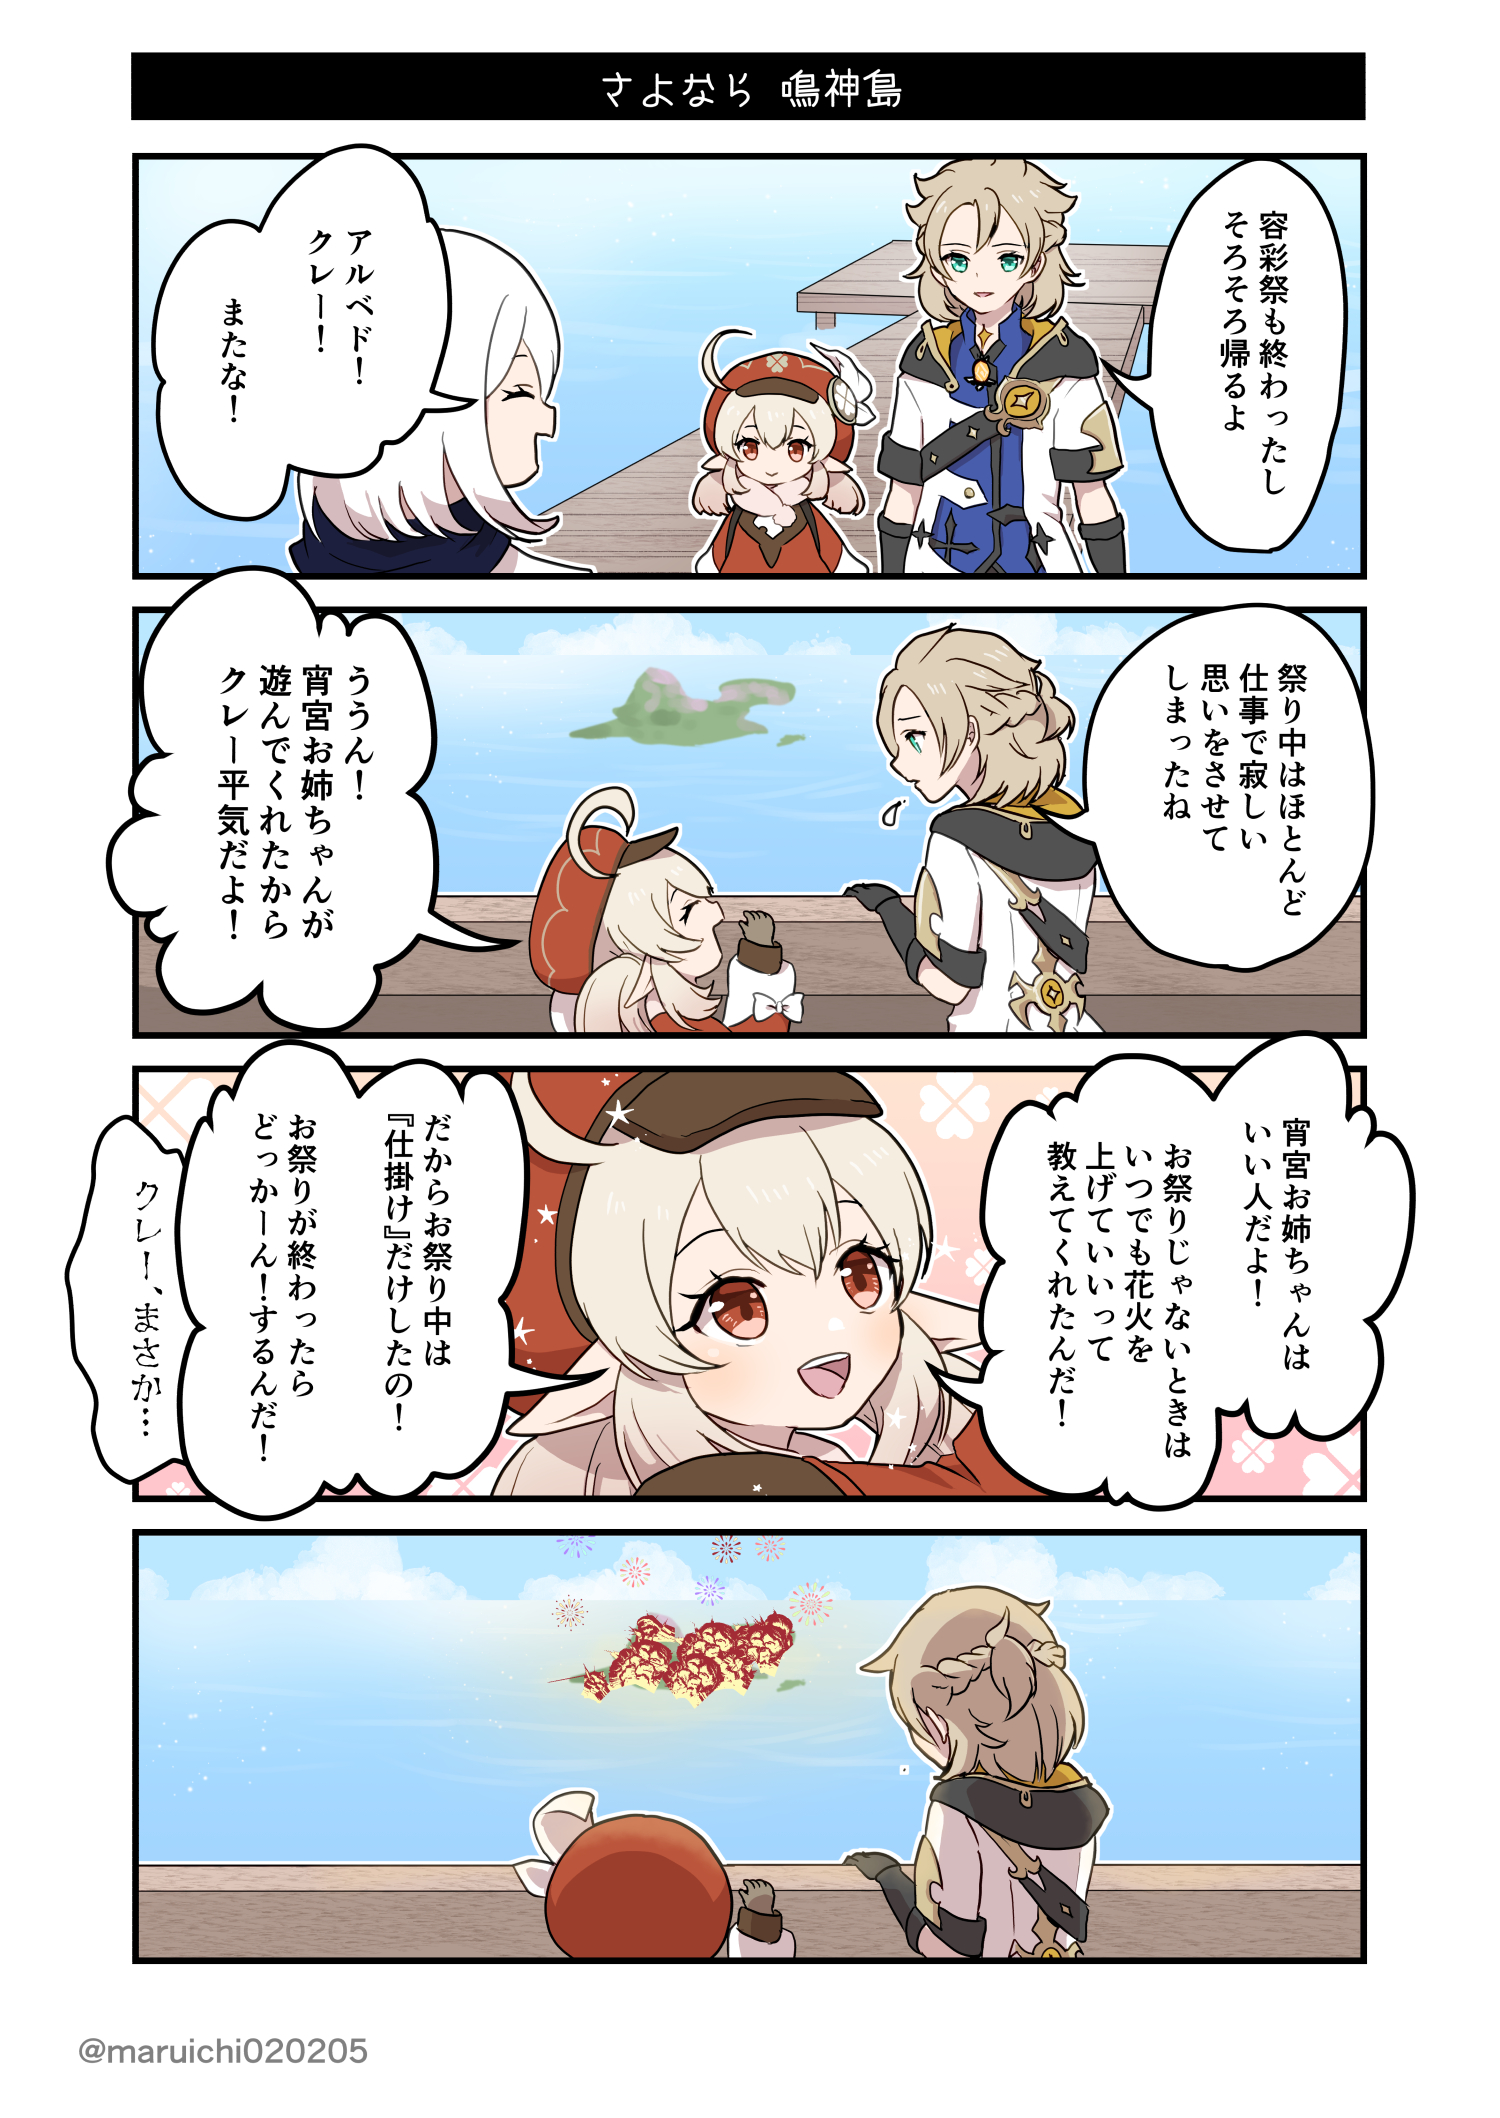 さよなら 鳴神島
容彩祭も終わったし
そろそろ帰るよ
アルベド！
クレー！
またな！
祭り中はほとんど
仕事で寂しい
思いをさせて
しまったね
ううん！
宵宮お姉ちゃんが
遊んでくれたから
クレー平気だよ！
宵宮お姉ちゃんは
いい人だよ！
お祭りじゃないときは
いつでも花火を
上げていいって
教えてくれたんだ！
だからお祭り中は
『仕掛け』だけしたの！
お祭りが終わったら
どっかーん！するんだ！
クレー、まさか…
@maruichi020205